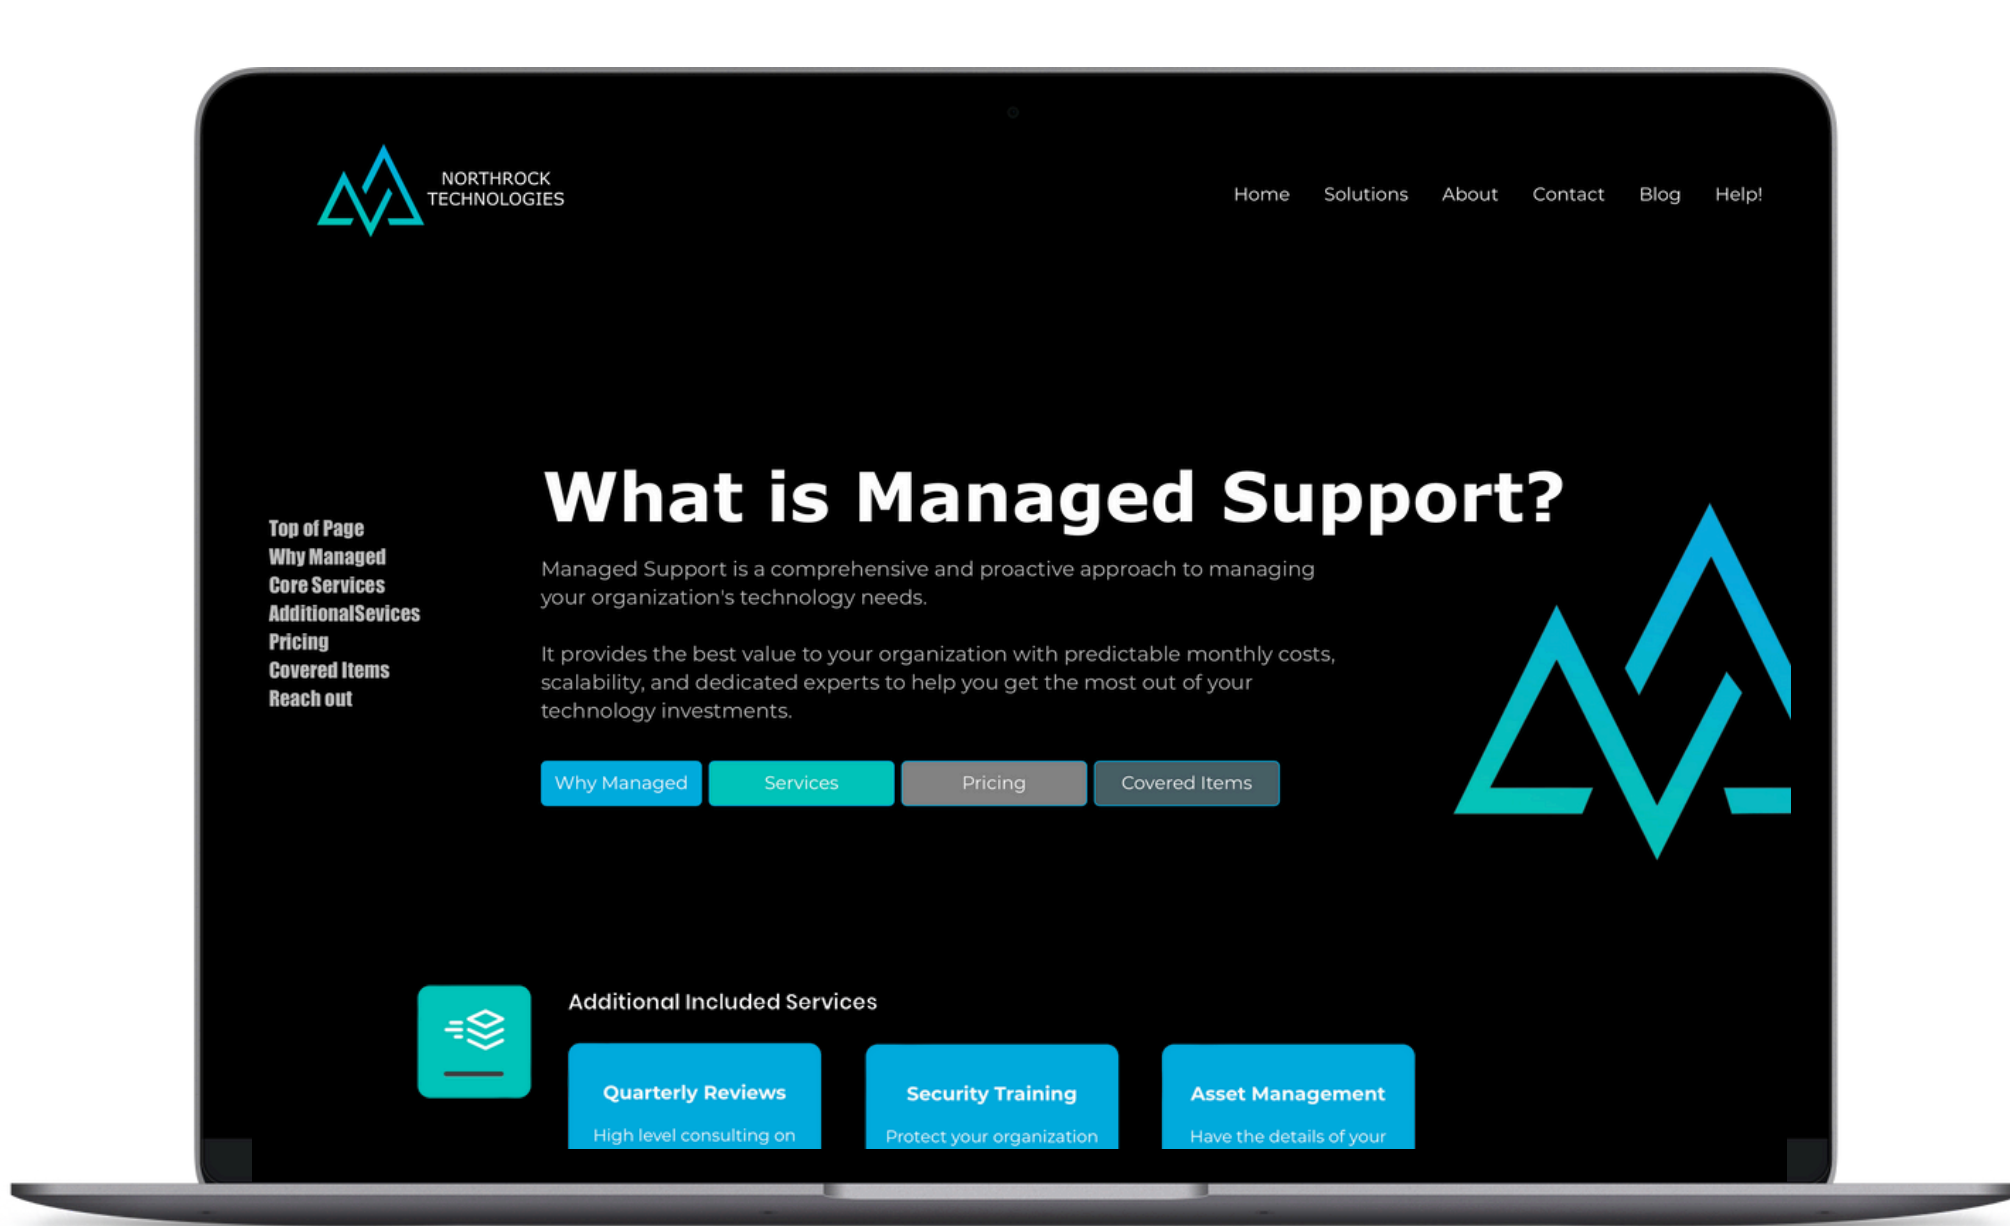 NORTHROCK
TECHNOLOGIES
Home Solutions About Contact Blog Help!
What is Managed Support?
Top of Page
Why Managed
Core Services
AdditionalSevices
Pricing
Covered Items
Reach out
Managed Support is a comprehensive and proactive approach to managing
your organization's technology needs.
It provides the best value to your organization with predictable monthly costs,
scalability, and dedicated experts to help you get the most out of your
technology investments.
Why Managed Services Pricing Covered Items
Additional Included Services
Quarterly Reviews
High level consulting on
Security Training
Protect your organization
Asset Management
Have the details of your